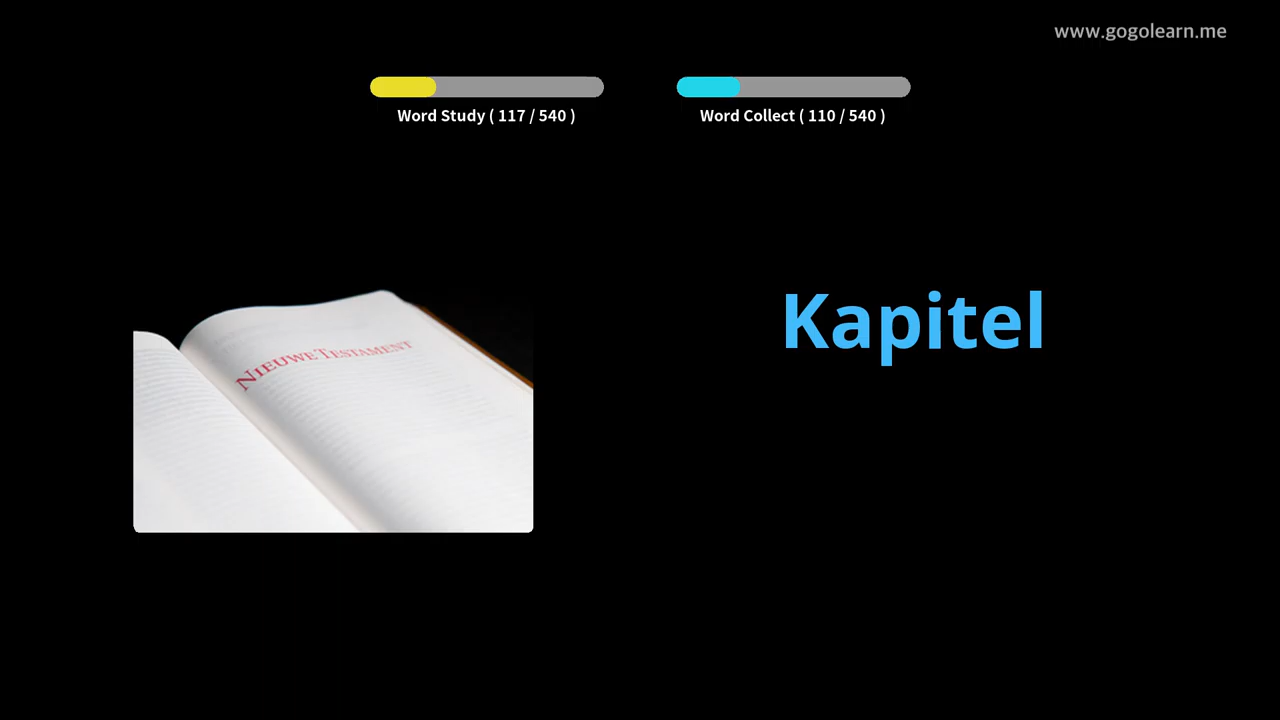 www.gogolearn.me
Word Study ( 117 / 540 )
Word Collect ( 110 / 540 )
Kapitel
NIEUWE TESTAMENT